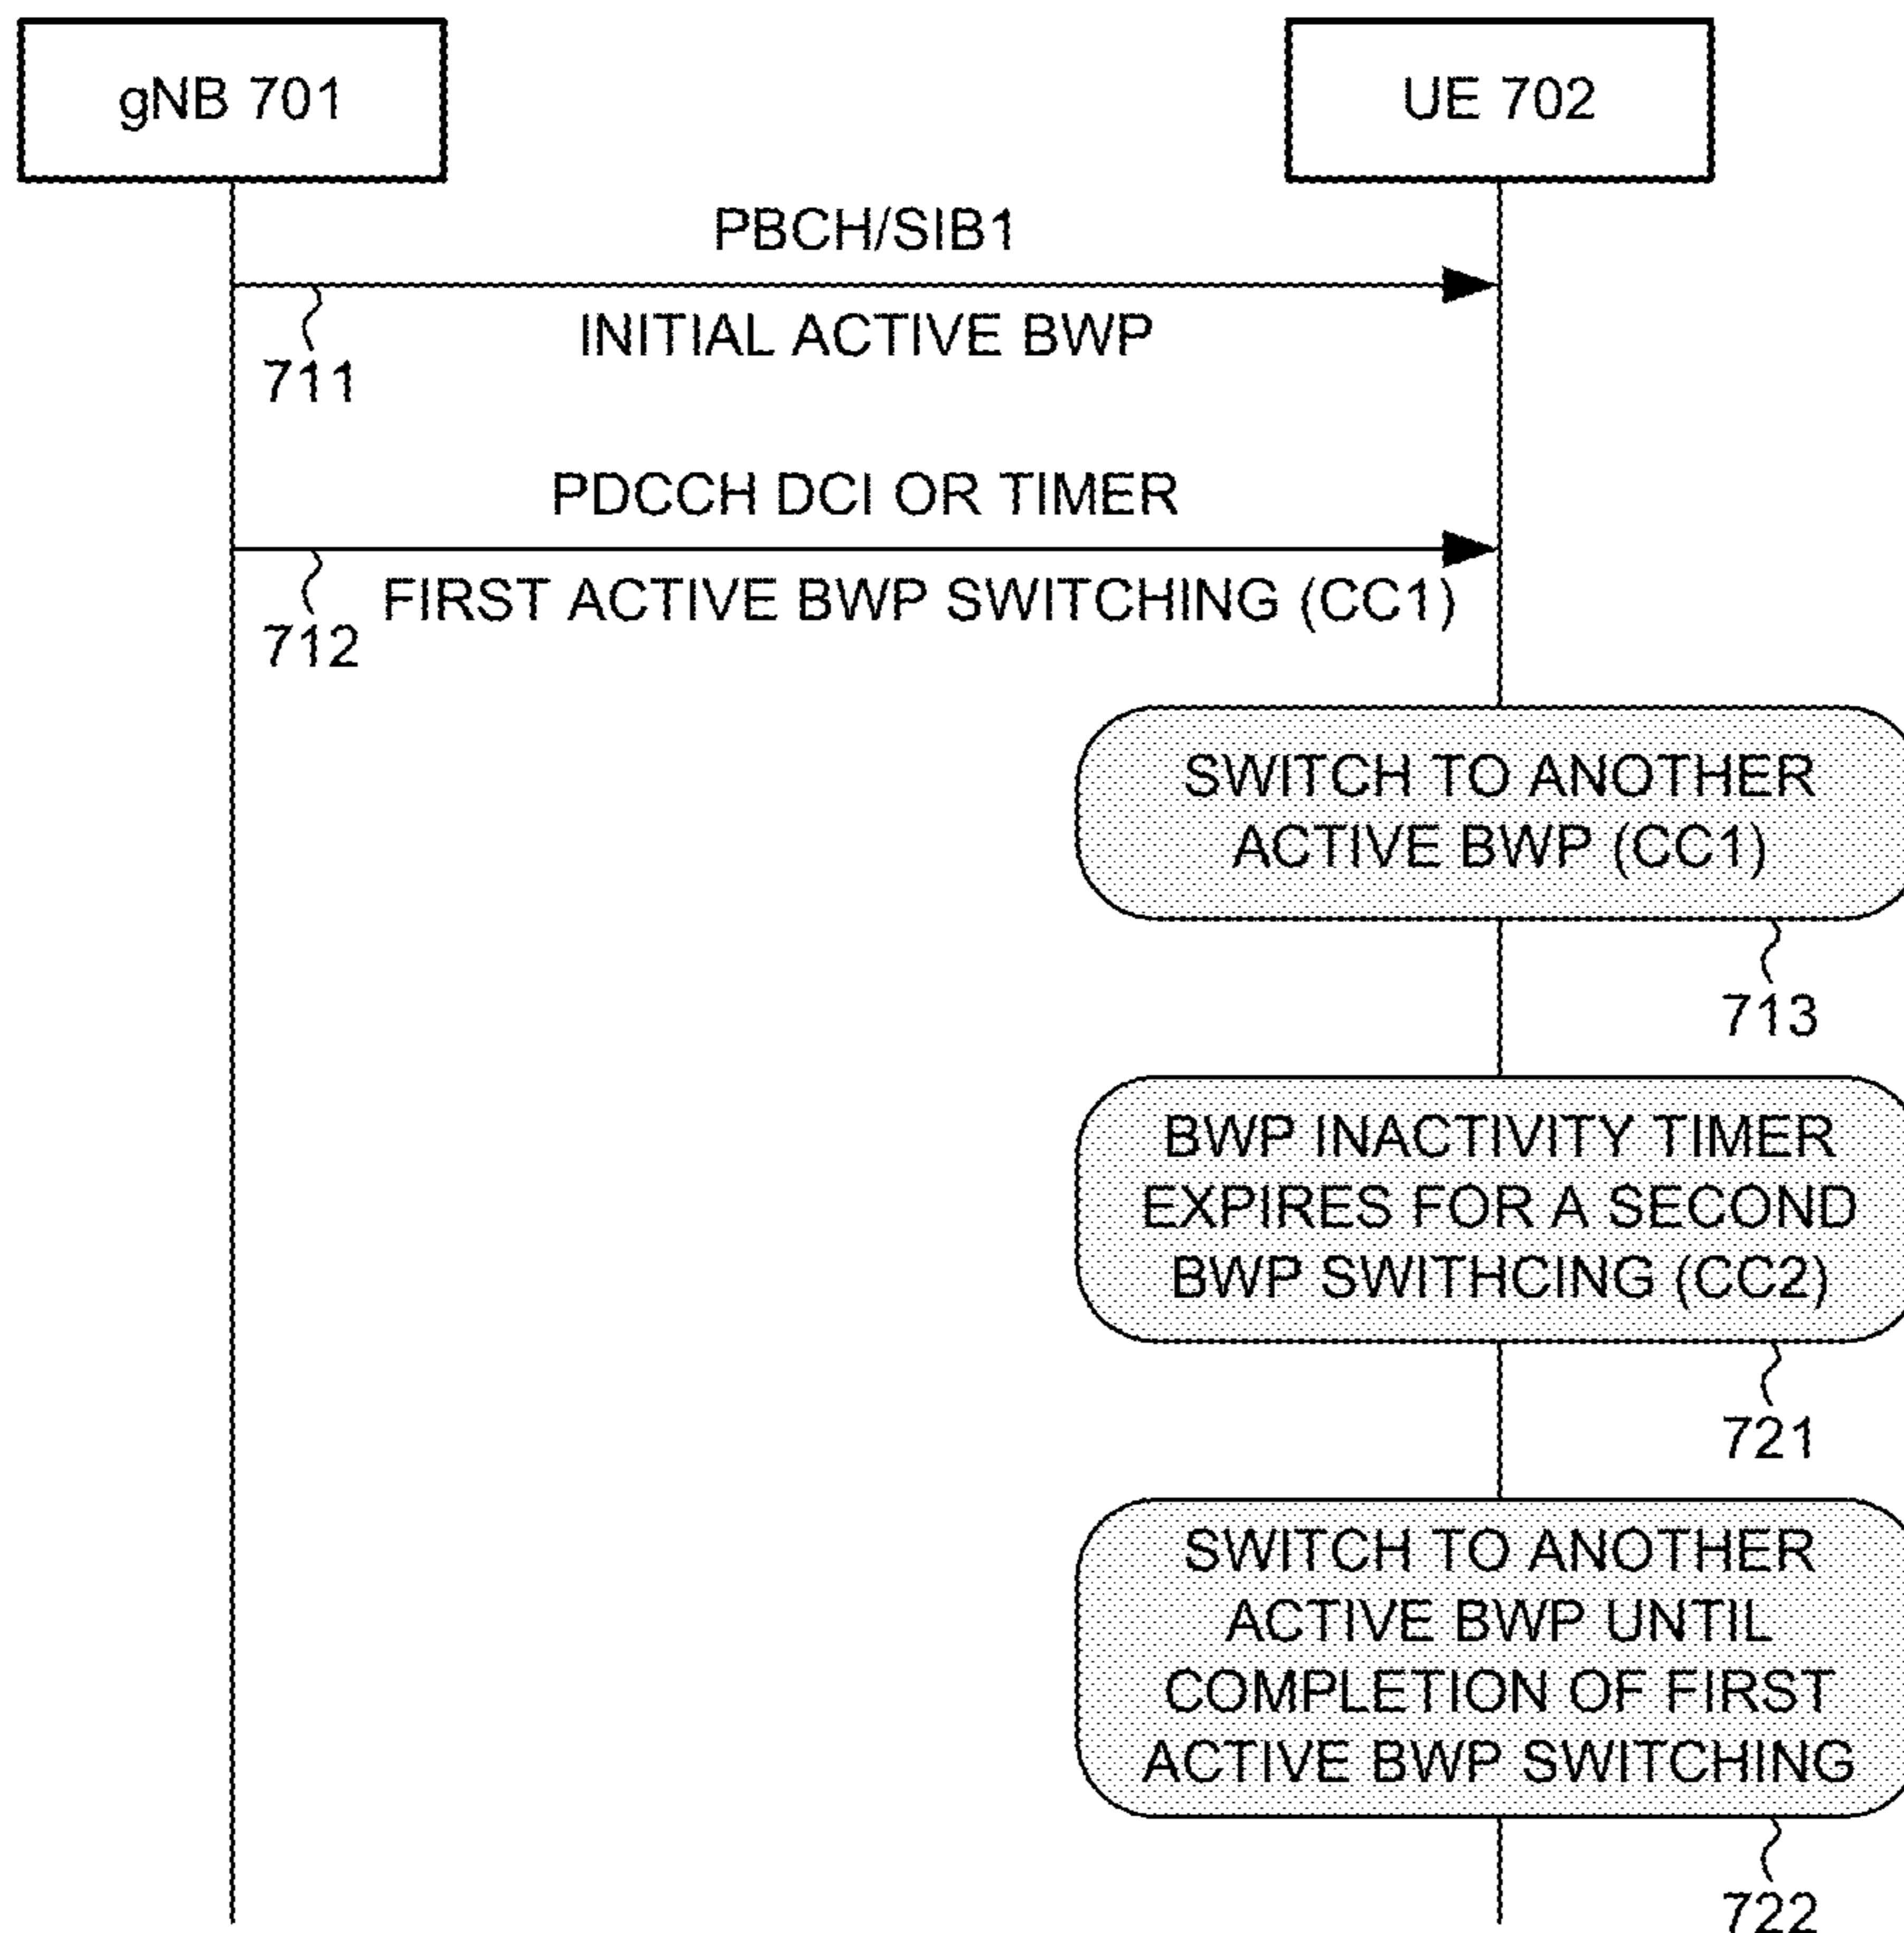 gNB 701
UE 702
PBCH/SIB1
INITIAL ACTIVE BWP
711
PDCCH DCI OR TIMER
FIRST ACTIVE BWP SWITCHING (CC1)
712
SWITCH TO ANOTHER
ACTIVE BWP (CC1)
713
BWP INACTIVITY TIMER
EXPIRES FOR A SECOND
BWP SWITHCING (CC2)
721
SWITCH TO ANOTHER
ACTIVE BWP UNTIL
COMPLETION OF FIRST
ACTIVE BWP SWITCHING
722